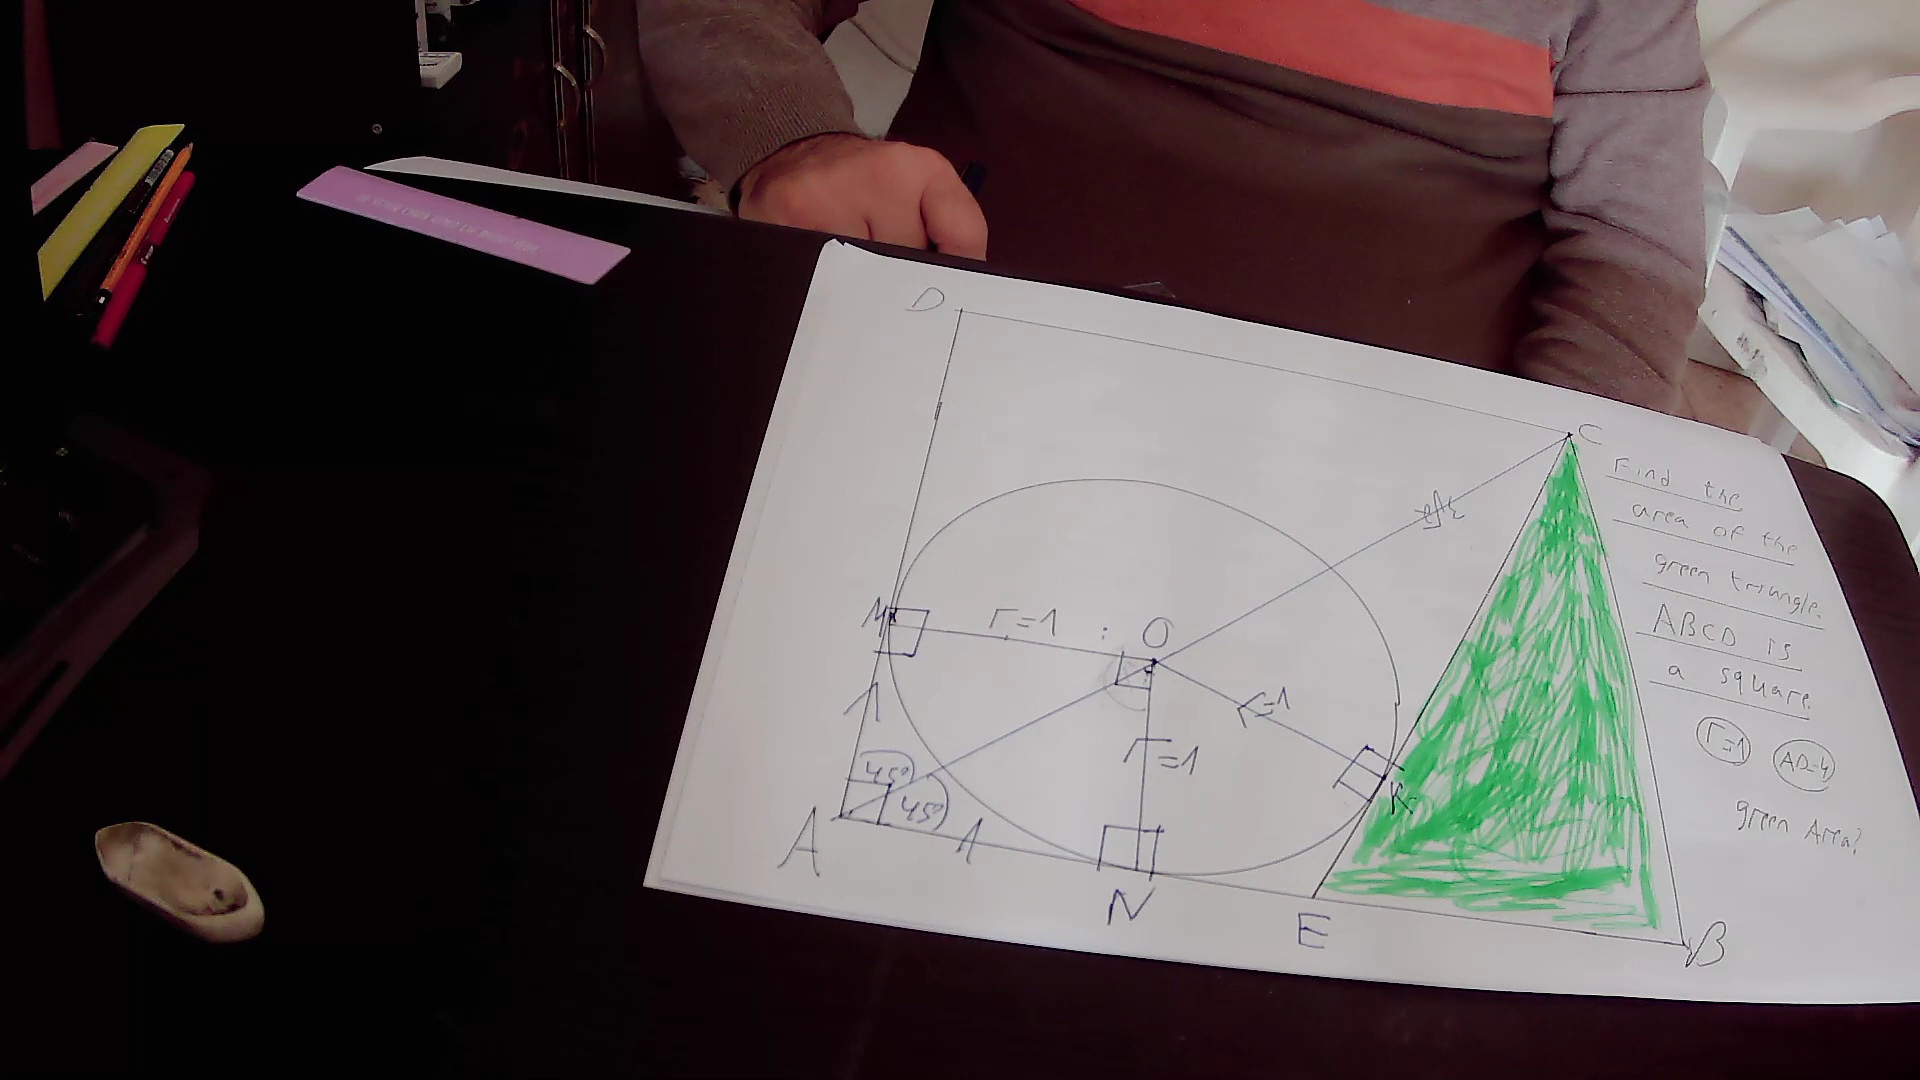 D
C
Find the
area of the
green triangle.
ABCD is
a square.
r=1
AD=4
green Area?
M
r=1
O
r=1
r=1
1
45°
45°
1
A
N
E
K
B